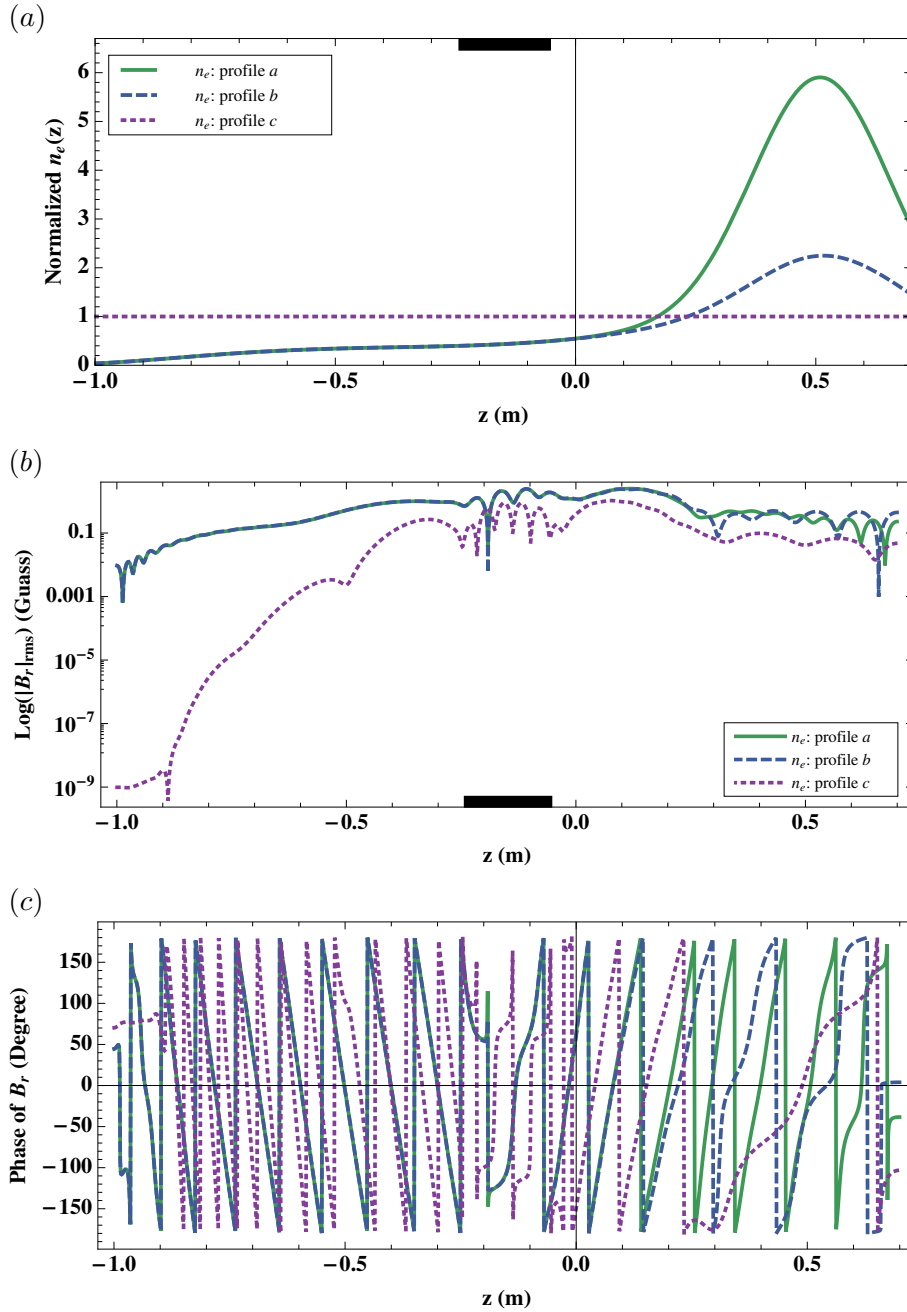 (a)
Normalized n_e(z)
6
5
4
3
2
1
0
n_e: profile a
n_e: profile b
n_e: profile c
−1.0 −0.5 0.0 0.5
z (m)
(b)
Log(|B_r|_rms) (Guass)
0.1
0.001
10^−5
10^−7
10^−9
n_e: profile a
n_e: profile b
n_e: profile c
−1.0 −0.5 0.0 0.5
z (m)
(c)
Phase of B_r (Degree)
150
100
50
0
−50
−100
−150
−1.0 −0.5 0.0 0.5
z (m)